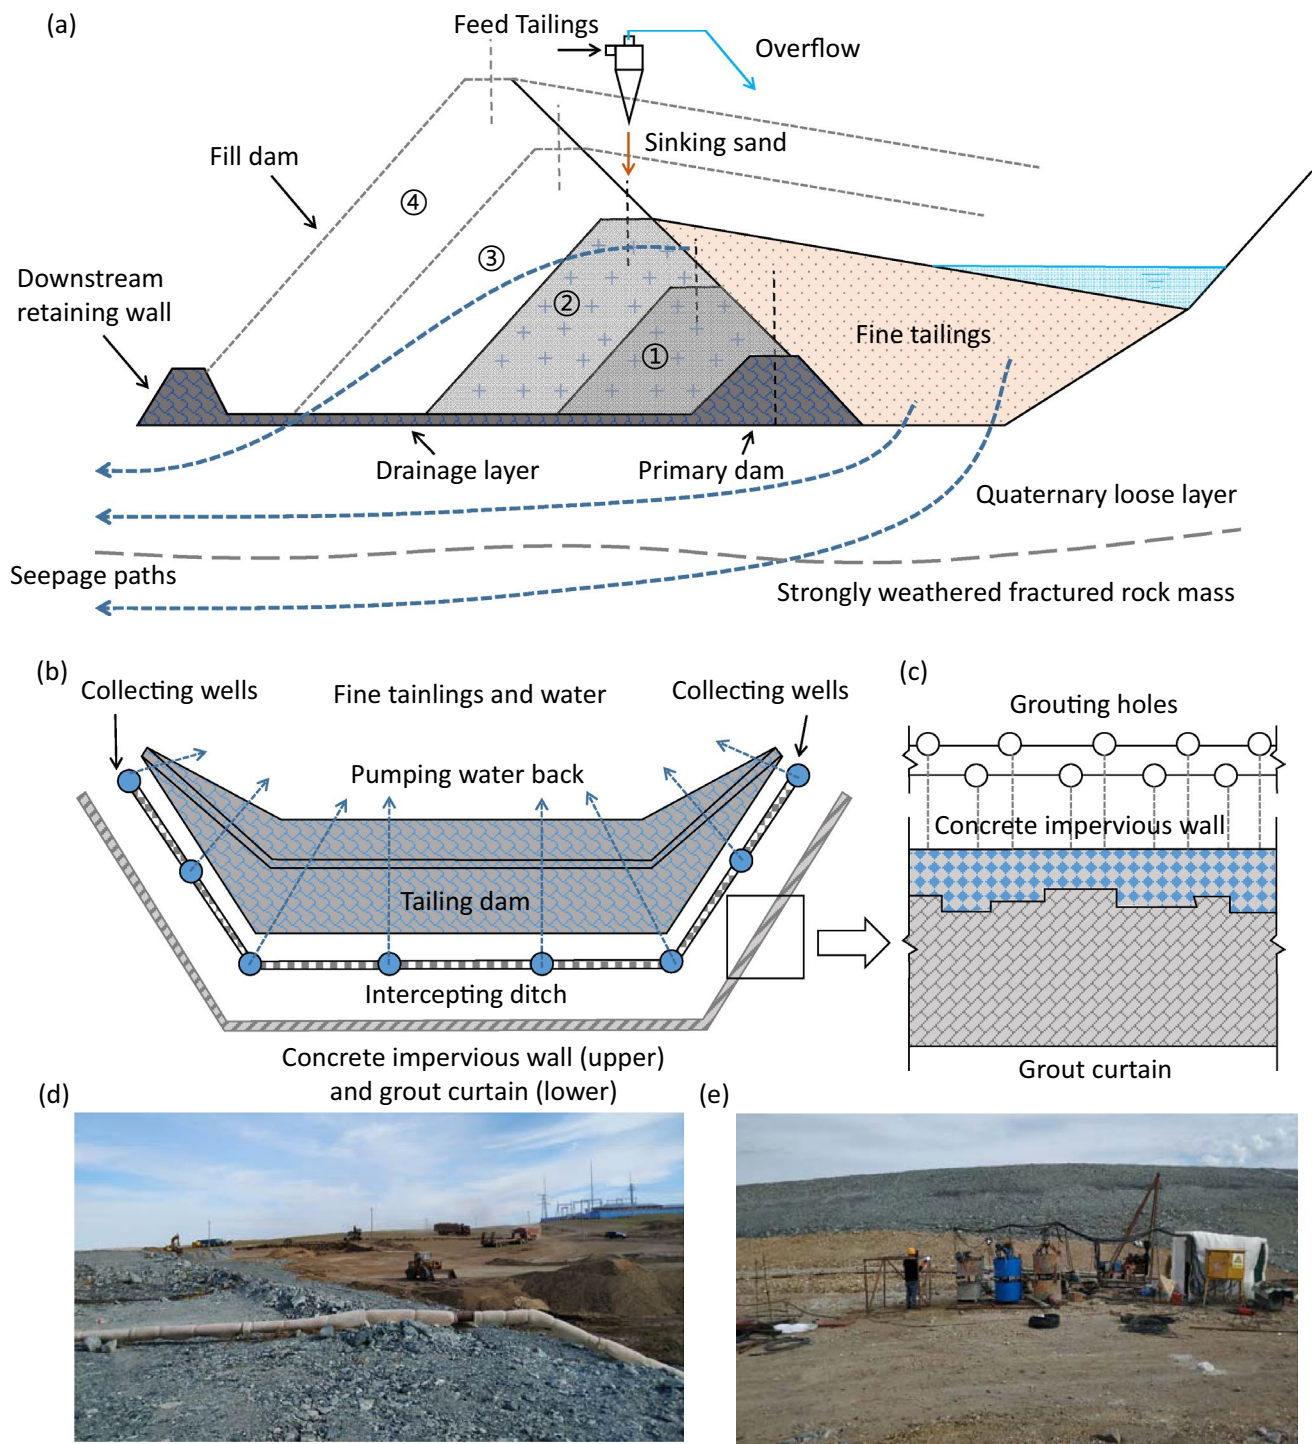 (a)
Feed Tailings
Overflow
Sinking sand
Fill dam
④
③
Downstream
retaining wall
②
①
Fine tailings
Drainage layer
Primary dam
Quaternary loose layer
Seepage paths
Strongly weathered fractured rock mass
(b)
Collecting wells
Fine tainlings and water
Collecting wells
Pumping water back
Tailing dam
Intercepting ditch
Concrete impervious wall (upper)
and grout curtain (lower)
(c)
Grouting holes
Concrete impervious wall
Grout curtain
(d)
(e)